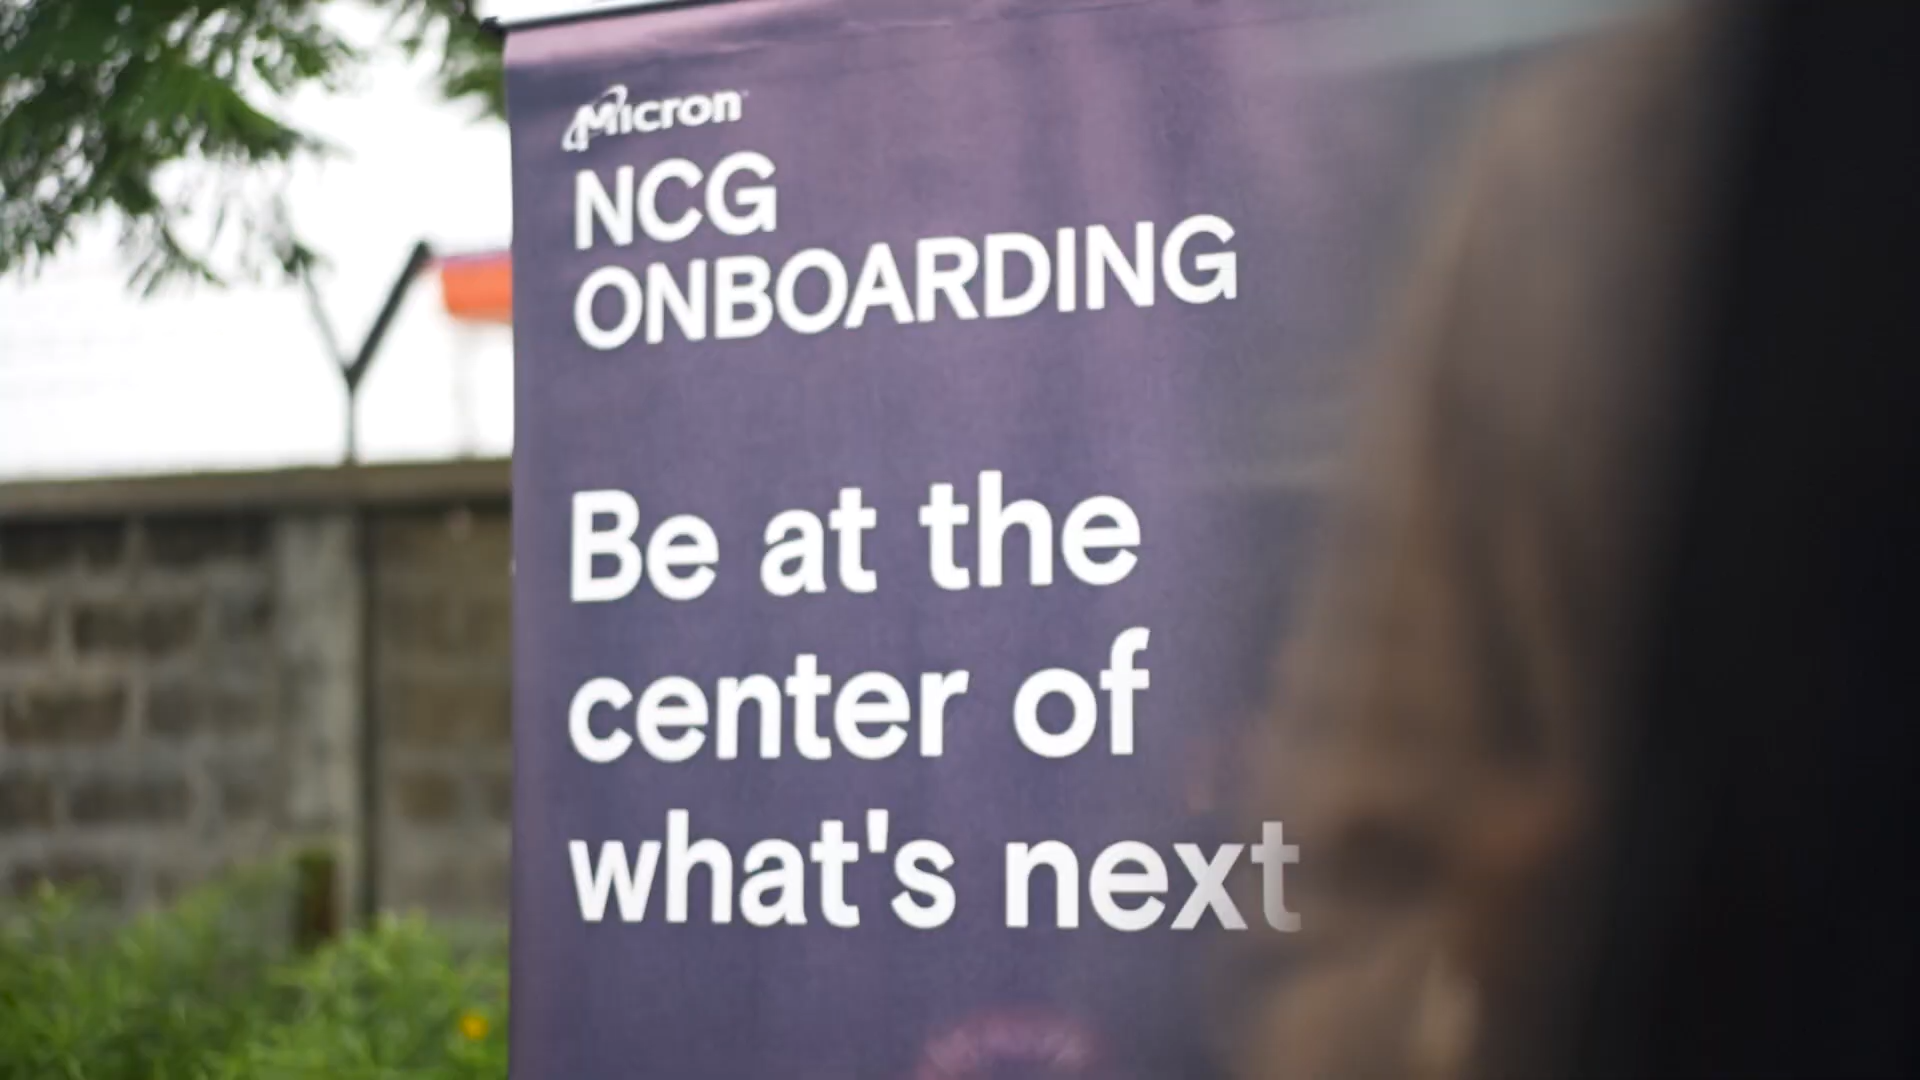 Micron
NCG
ONBOARDING
Be at the
center of
what's next